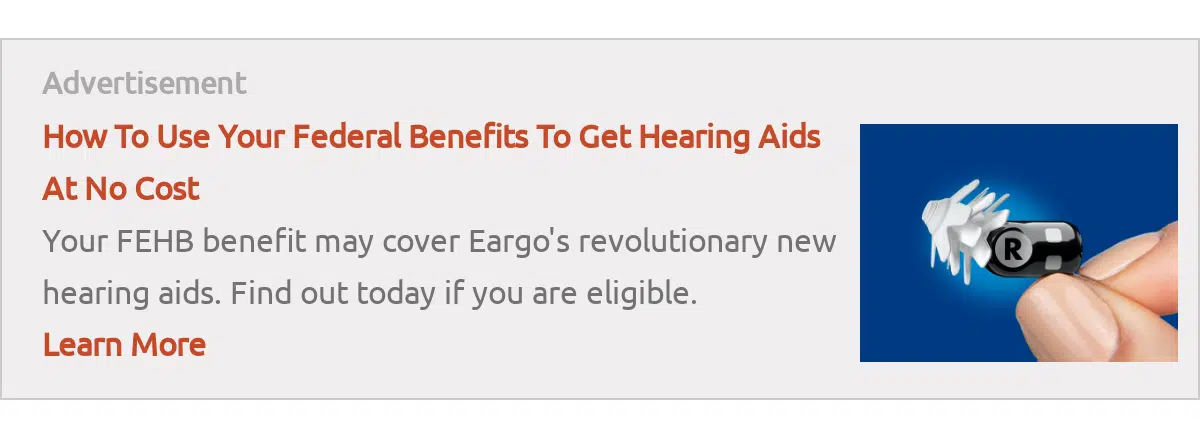 Advertisement
How To Use Your Federal Benefits To Get Hearing Aids
At No Cost
Your FEHB benefit may cover Eargo's revolutionary new
hearing aids. Find out today if you are eligible.
Learn More
R